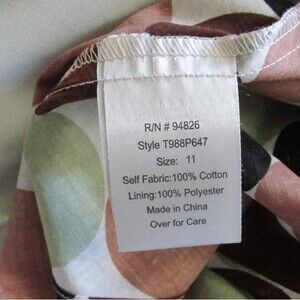 R/N # 94826
Style T988P647
Size: 11
Self Fabric:100% Cotton
Lining:100% Polyester
Made in China
Over for Care